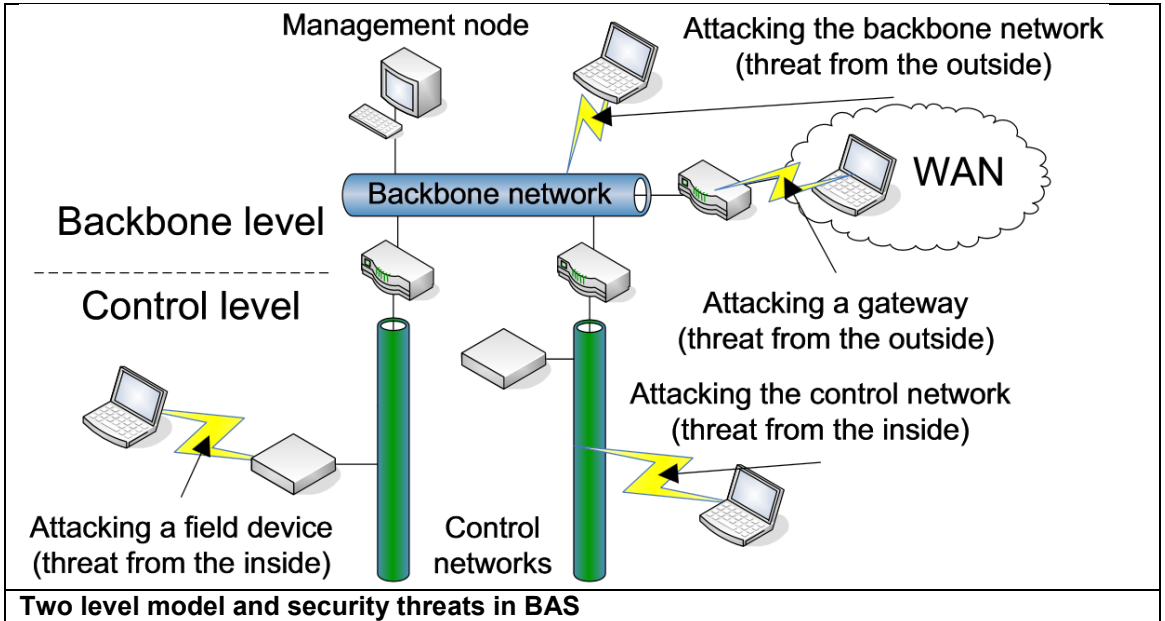 Management node
Attacking the backbone network
(threat from the outside)
WAN
Backbone network
Backbone level
Control level
Attacking a gateway
(threat from the outside)
Attacking the control network
(threat from the inside)
Attacking a field device
(threat from the inside)
Control
networks
Two level model and security threats in BAS